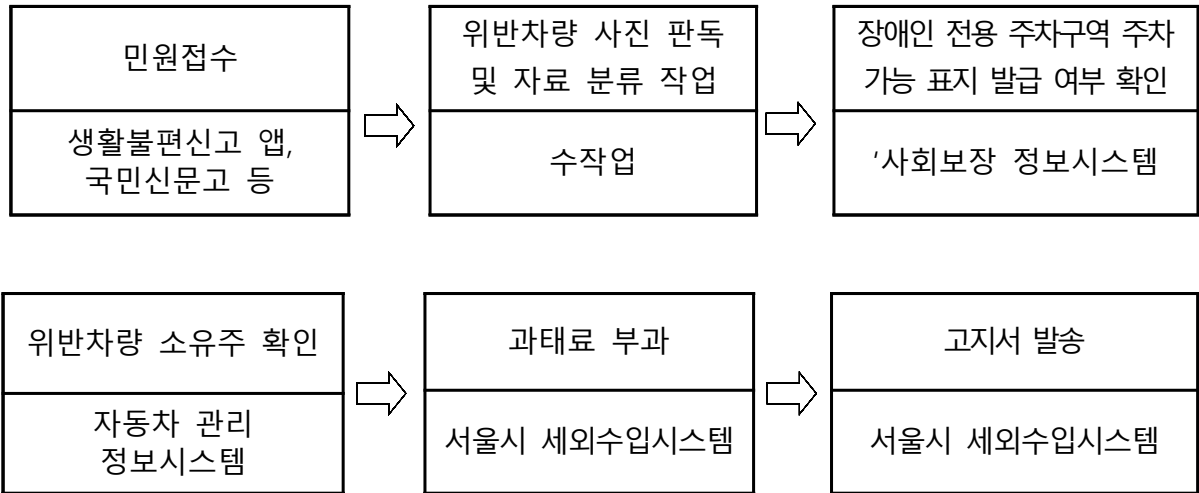 민원접수
생활불편신고 앱,
국민신문고 등
위반차량 사진 판독
및 자료 분류 작업
수작업
장애인 전용 주차구역 주차
가능 표지 발급 여부 확인
'사회보장 정보시스템
위반차량 소유주 확인
자동차 관리
정보시스템
과태료 부과
서울시 세외수입시스템
고지서 발송
서울시 세외수입시스템